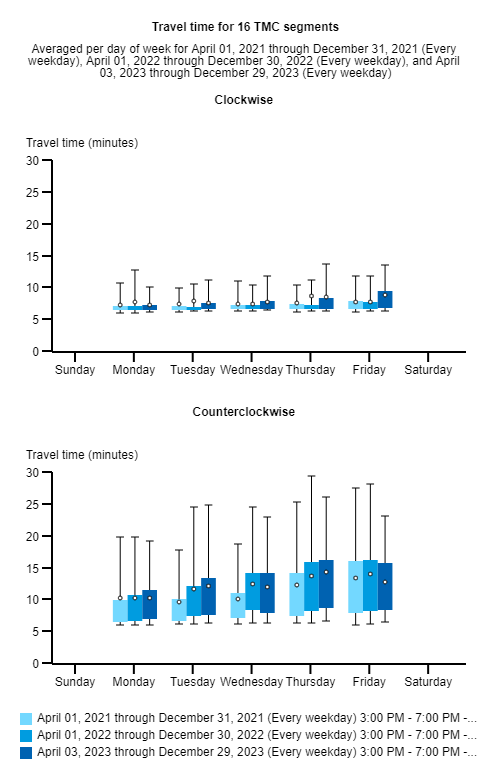 Travel time for 16 TMC segments
Averaged per day of week for April 01, 2021 through December 31, 2021 (Every
weekday), April 01, 2022 through December 30, 2022 (Every weekday), and April
03, 2023 through December 29, 2023 (Every weekday)
Clockwise
Travel time (minutes)
30
25
20
15
10
5
0
Sunday Monday Tuesday Wednesday Thursday Friday Saturday
Counterclockwise
Travel time (minutes)
30
25
20
15
10
5
0
Sunday Monday Tuesday Wednesday Thursday Friday Saturday
April 01, 2021 through December 31, 2021 (Every weekday) 3:00 PM - 7:00 PM -...
April 01, 2022 through December 30, 2022 (Every weekday) 3:00 PM - 7:00 PM -...
April 03, 2023 through December 29, 2023 (Every weekday) 3:00 PM - 7:00 PM -...